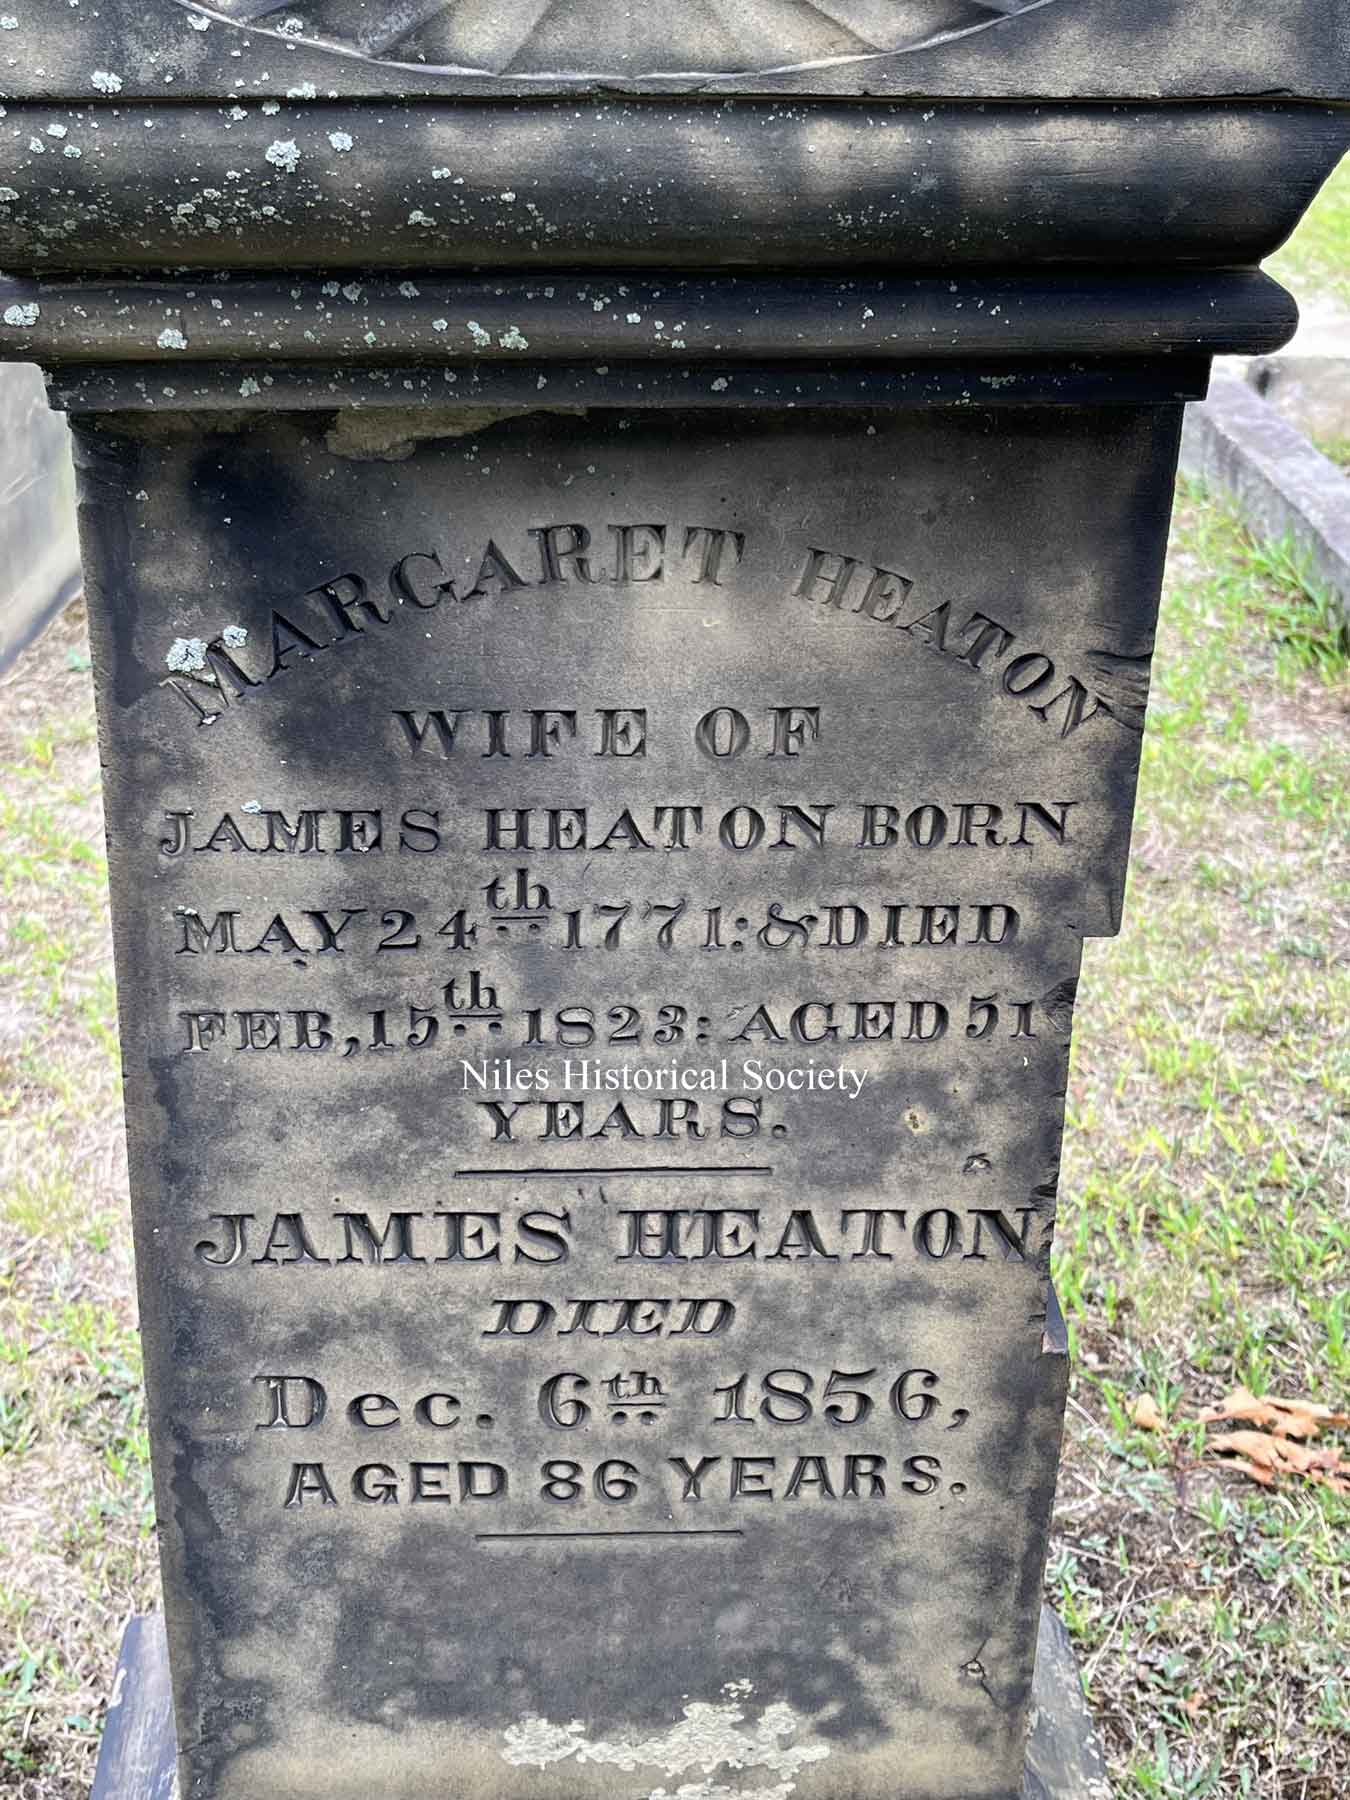 MARGARET HEATON
WIFE OF
JAMES HEATON BORN
MAY 24th 1771: & DIED
FEB, 15th 1823: AGED 51
Niles Historical Society
YEARS.
JAMES HEATON
DIED
Dec. 6th 1856,
AGED 86 YEARS.